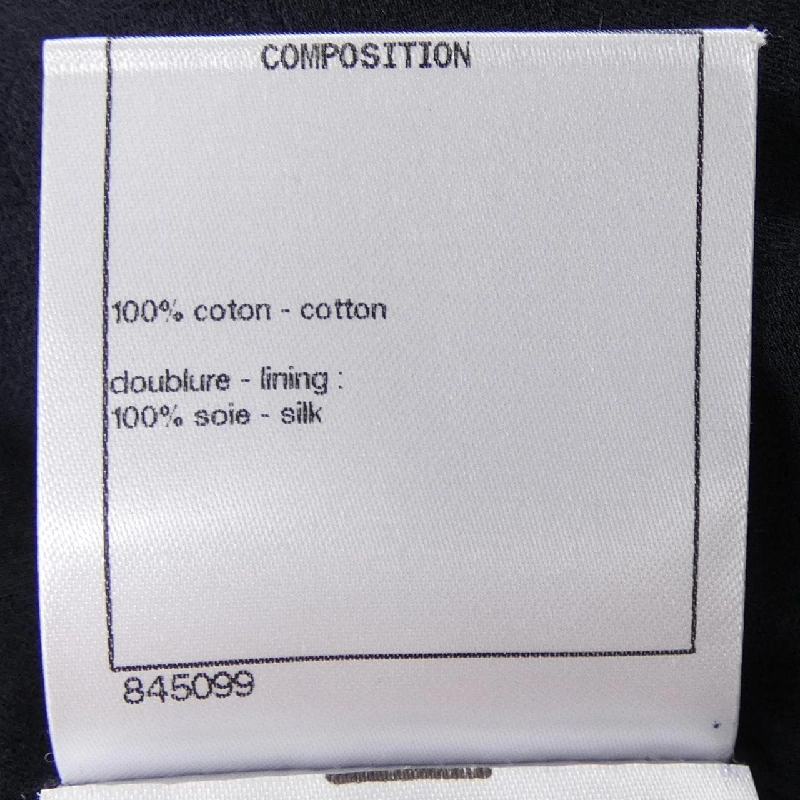 COMPOSITION
100% coton - cotton
doublure - lining :
100% soie - silk
845099